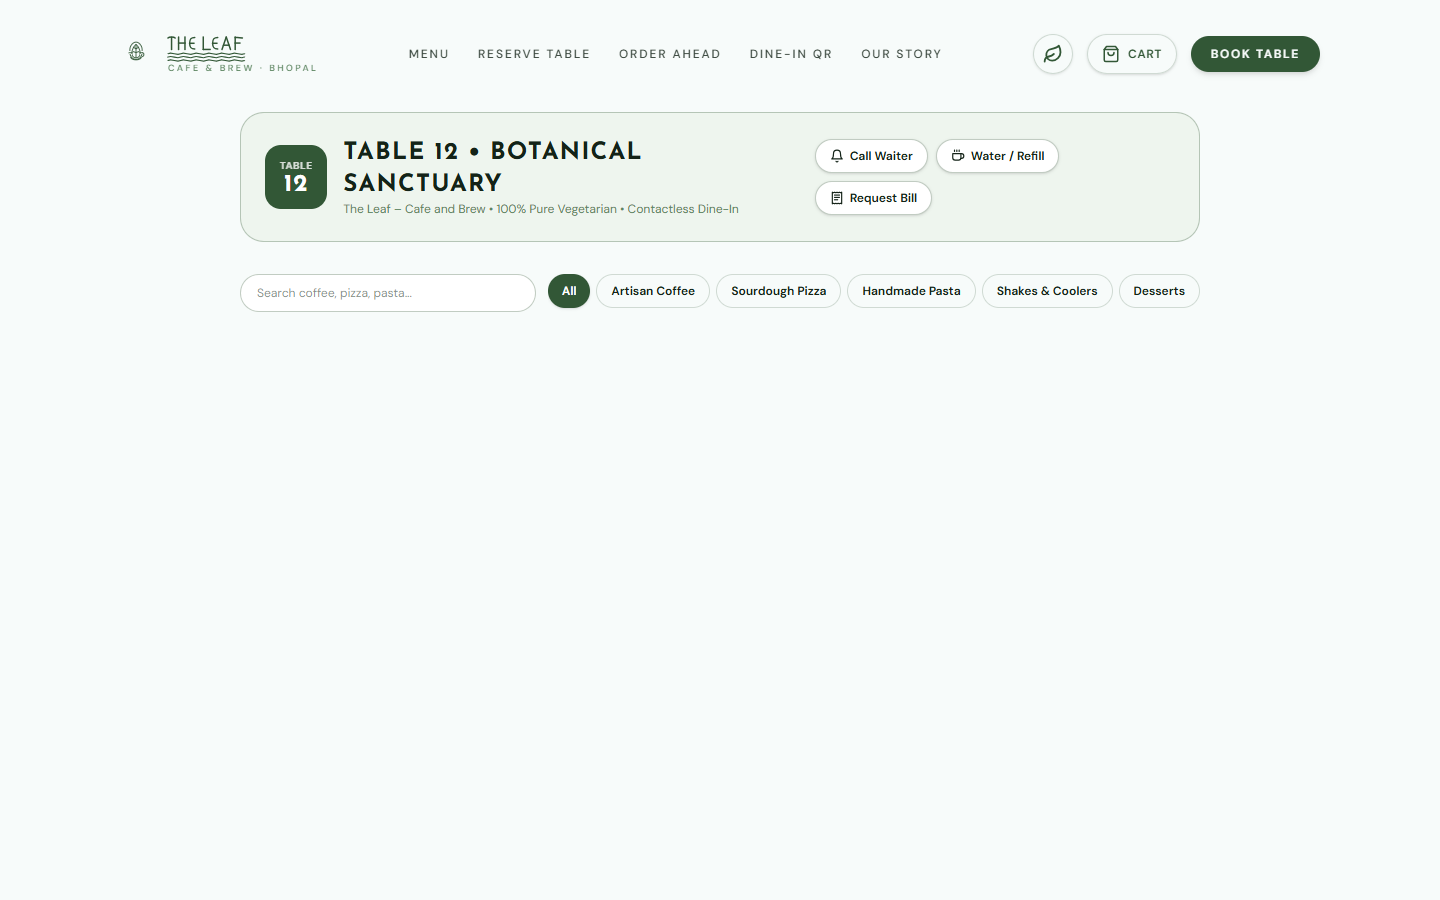 THE LEAF
CAFE & BREW · BHOPAL
MENU
RESERVE TABLE
ORDER AHEAD
DINE-IN QR
OUR STORY
CART
BOOK TABLE
TABLE
12
TABLE 12 • BOTANICAL
SANCTUARY
The Leaf – Cafe and Brew • 100% Pure Vegetarian • Contactless Dine-In
Call Waiter
Water / Refill
Request Bill
Search coffee, pizza, pasta...
All
Artisan Coffee
Sourdough Pizza
Handmade Pasta
Shakes & Coolers
Desserts